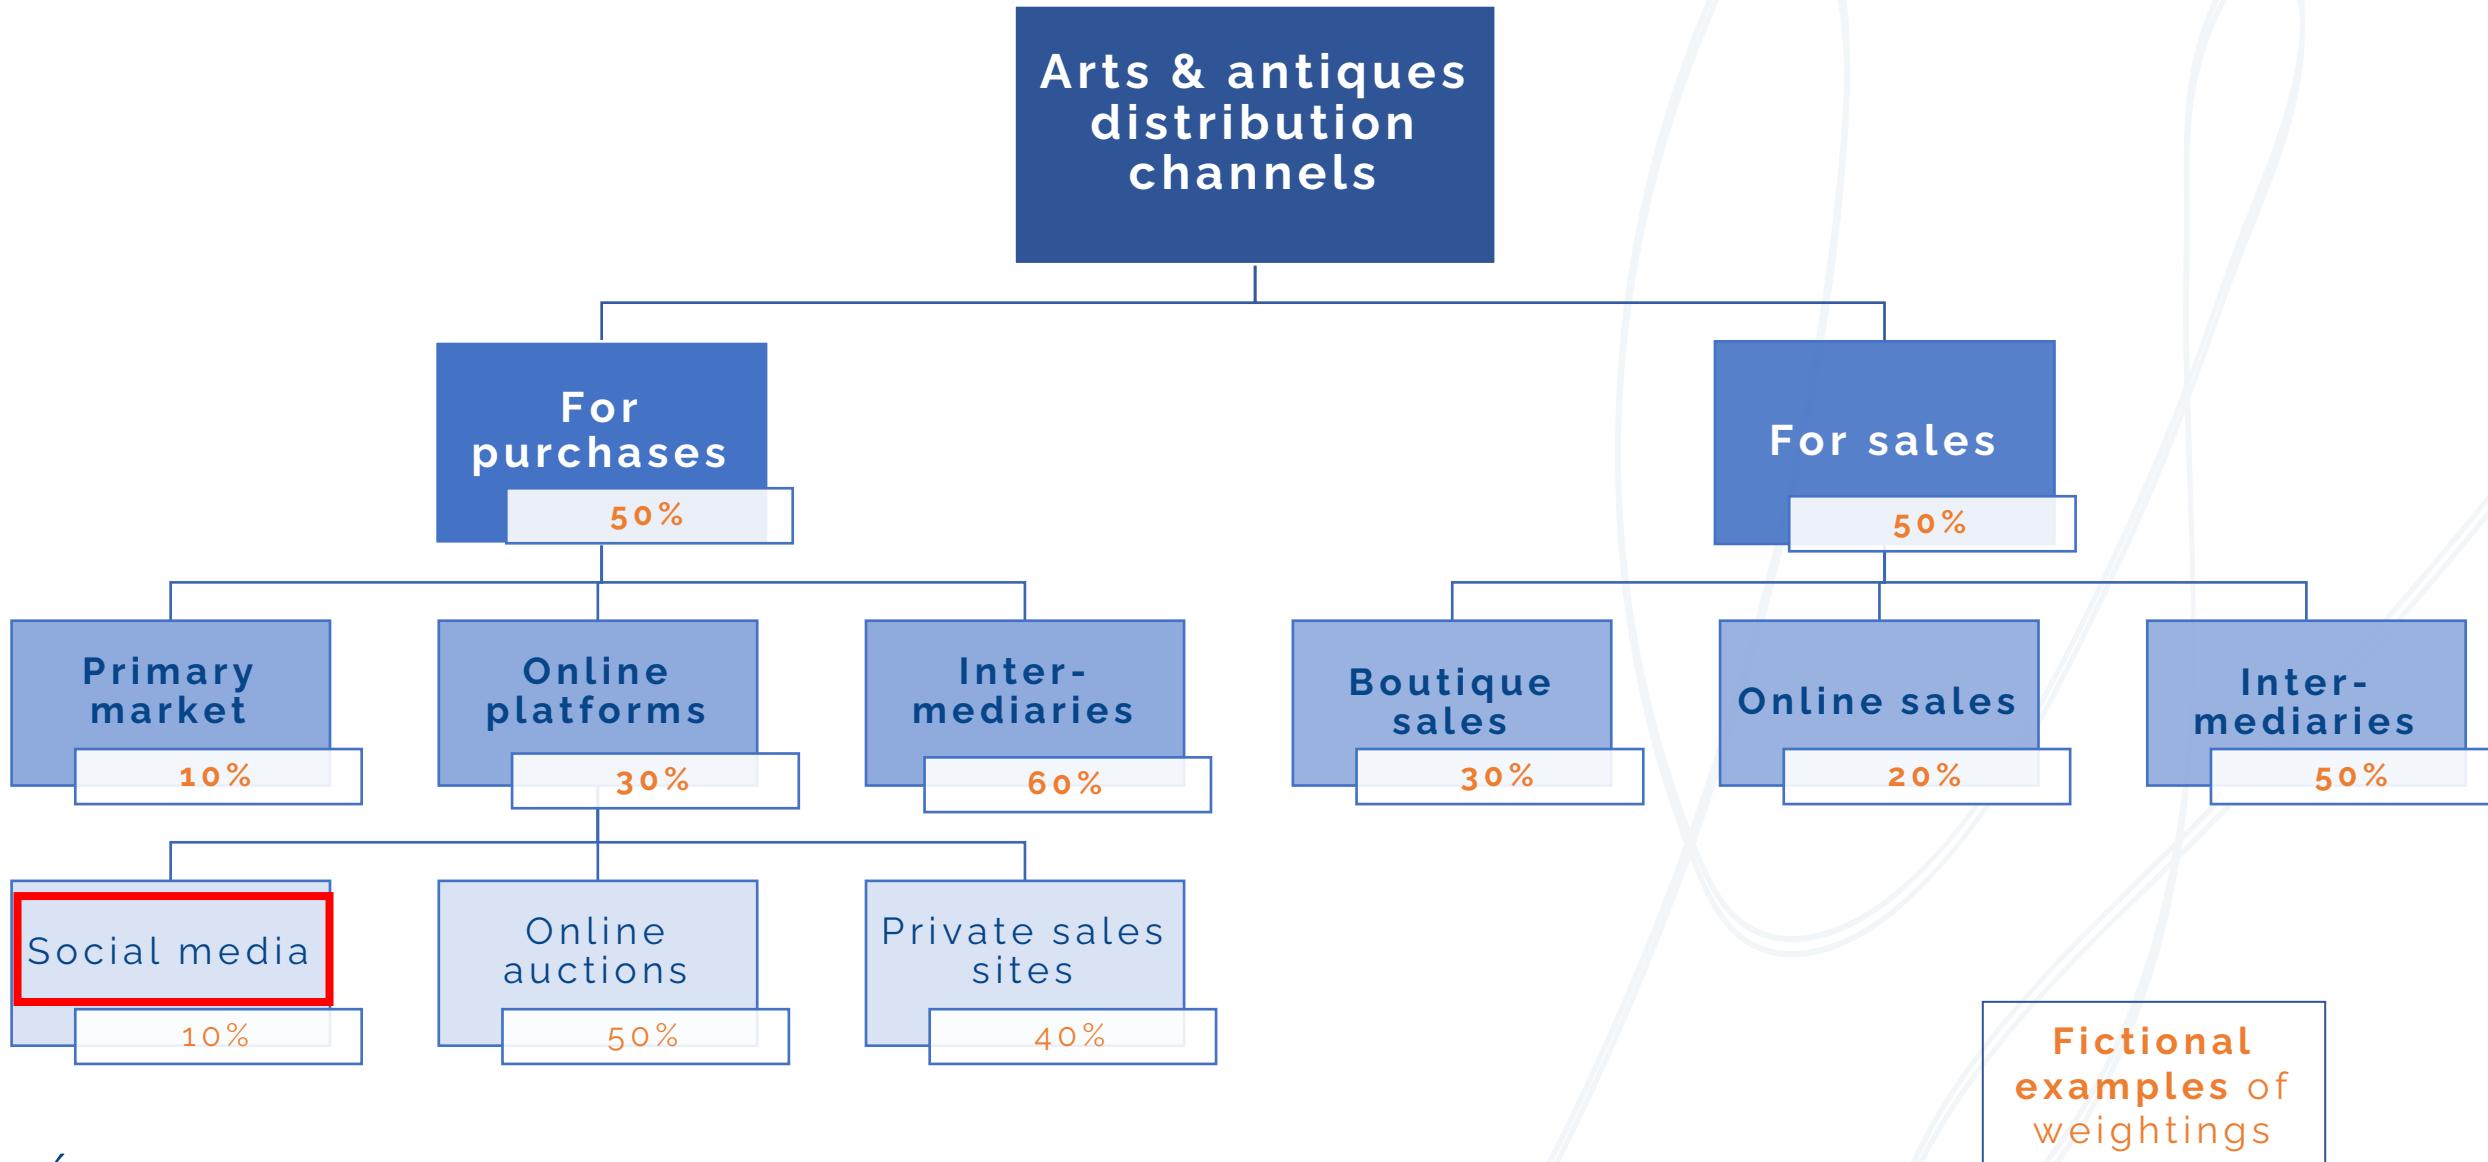 Arts & antiques
distribution
channels
For
purchases
50%
For sales
50%
Primary
market
10%
Online
platforms
30%
Inter-
mediaries
60%
Boutique
sales
30%
Online sales
20%
Inter-
mediaries
50%
Social media
10%
Online
auctions
50%
Private sales
sites
40%
Fictional
examples of
weightings